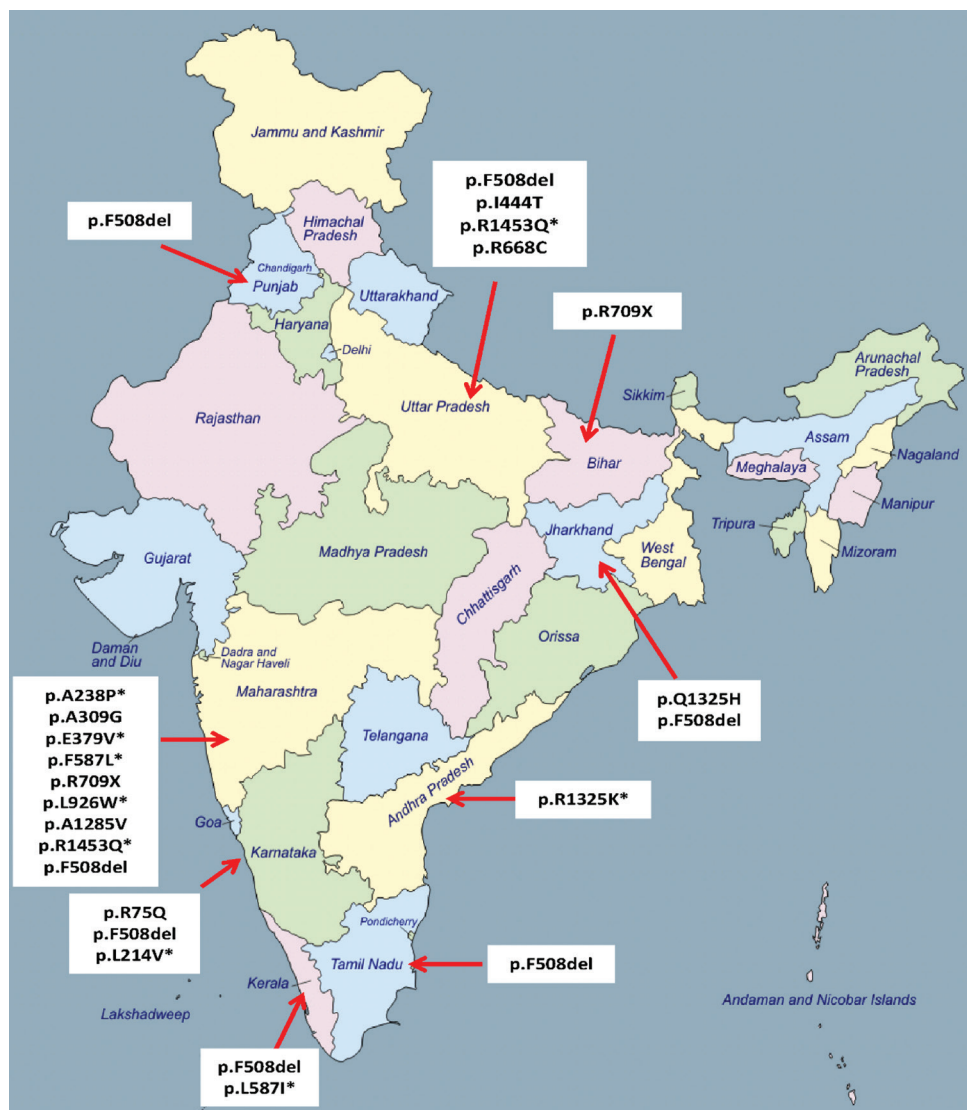 Jammu and Kashmir
p.F508del
p.I444T
p.R1453Q*
p.R668C
p.F508del
Himachal
Pradesh
Chandigarh
Punjab
Uttarakhand
p.R709X
Haryana
Delhi
Arunachal
Pradesh
Sikkim
Rajasthan
Uttar Pradesh
Assam
Nagaland
Bihar
Meghalaya
Manipur
Tripura
Jharkhand
Mizoram
Madhya Pradesh
West
Bengal
Gujarat
Chhattisgarh
Orissa
Daman
and Diu
Dadra and
Nagar Haveli
Maharashtra
p.A238P*
p.A309G
p.E379V*
p.F587L*
p.R709X
p.L926W*
p.A1285V
p.R1453Q*
p.F508del
p.Q1325H
p.F508del
Telangana
Andhra Pradesh
p.R1325K*
Goa
Karnataka
p.R75Q
p.F508del
p.L214V*
Pondicherry
Tamil Nadu
p.F508del
Kerala
Lakshadweep
Andaman and Nicobar Islands
p.F508del
p.L587I*